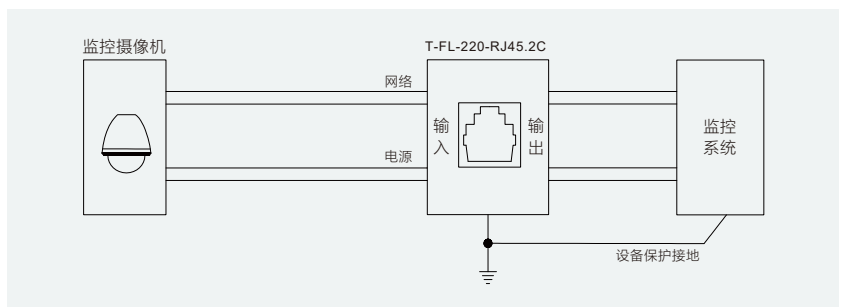 监控摄像机
T-FL-220-RJ45.2C
网络
电源
输入
输出
监控
系统
设备保护接地